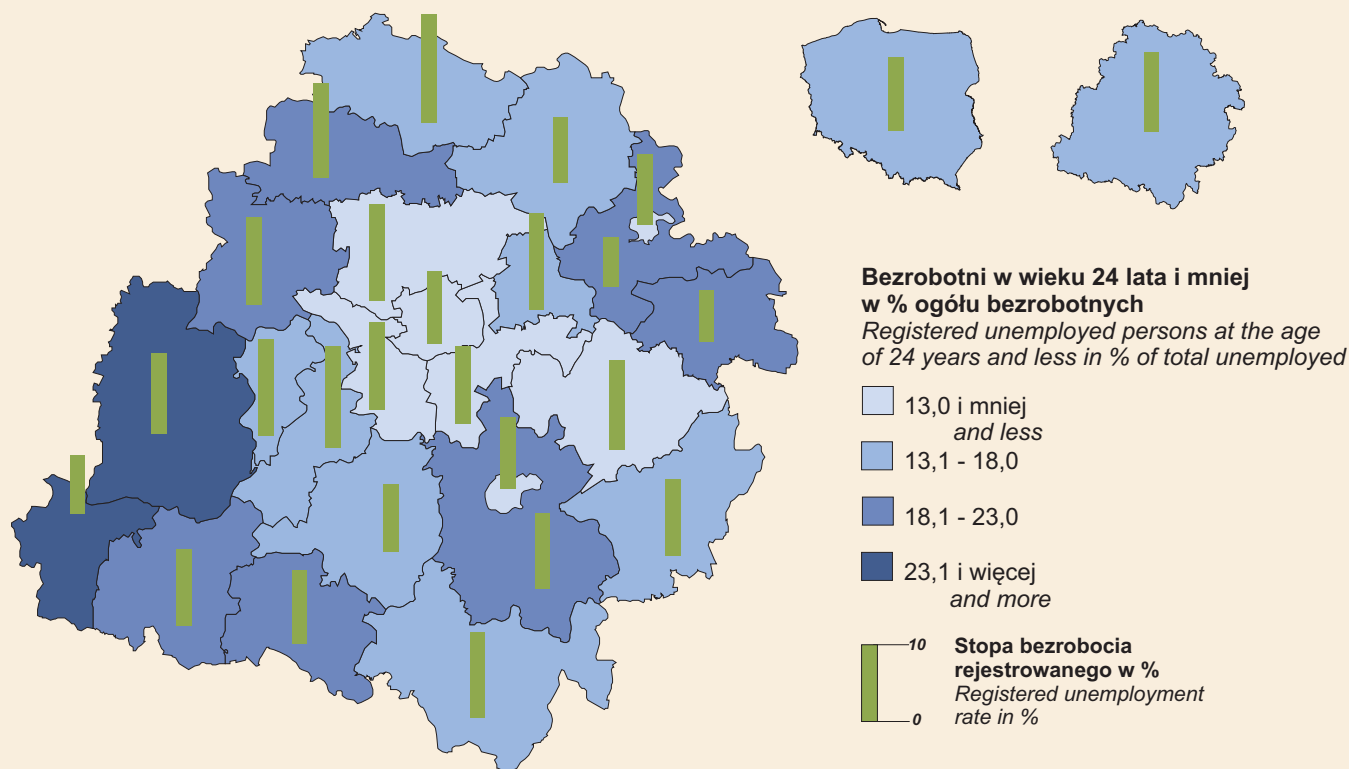 Bezrobotni w wieku 24 lata i mniej
w % ogółu bezrobotnych
Registered unemployed persons at the age
of 24 years and less in % of total unemployed
13,0 i mniej
and less
13,1 - 18,0
18,1 - 23,0
23,1 i więcej
and more
10
0
Stopa bezrobocia
rejestrowanego w %
Registered unemployment
rate in %